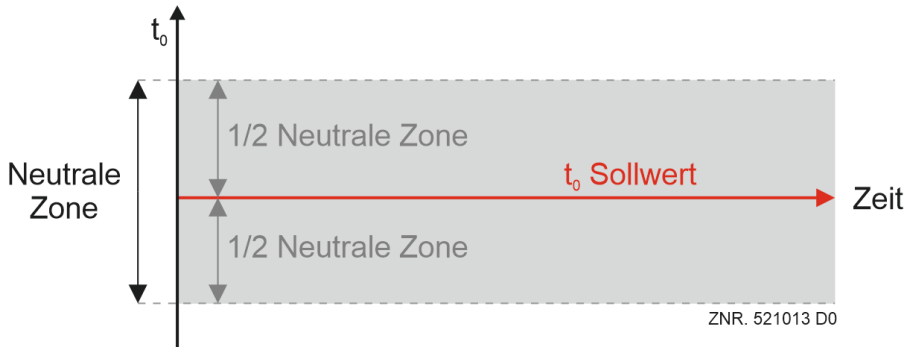 t₀
1/2 Neutrale Zone
Neutrale
Zone
t₀ Sollwert
Zeit
1/2 Neutrale Zone
ZNR. 521013 D0